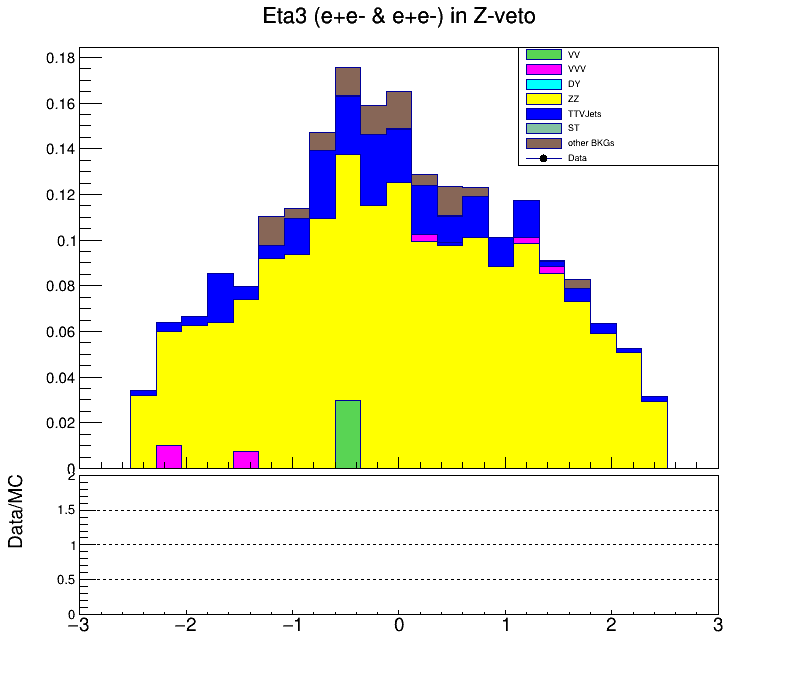 Eta3 (e+e- & e+e-) in Z-veto
VV
VVV
DY
ZZ
TTVJets
ST
other BKGs
Data
0.18
0.16
0.14
0.12
0.1
0.08
0.06
0.04
0.02
0
2
1.5
1
0.5
0
Data/MC
−3 −2 −1 0 1 2 3